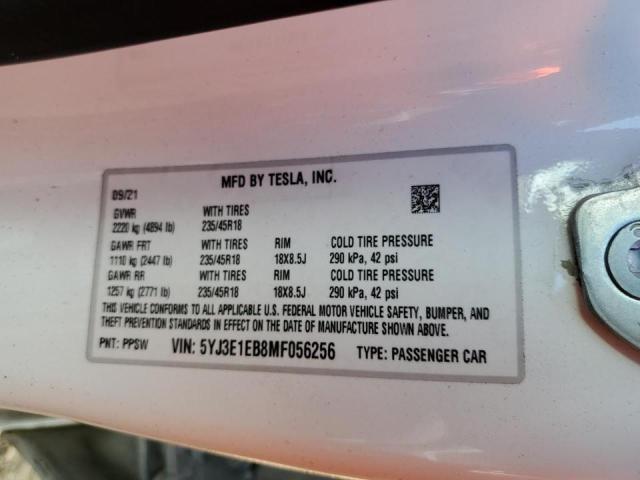 MFD BY TESLA, INC.
09/21
GVWR WITH TIRES
2220 kg (4894 lb) 235/45R18
GAWR FRT WITH TIRES RIM COLD TIRE PRESSURE
1110 kg (2447 lb) 235/45R18 18X8.5J 290 kPa, 42 psi
GAWR RR WITH TIRES RIM COLD TIRE PRESSURE
1257 kg (2771 lb) 235/45R18 18X8.5J 290 kPa, 42 psi
THIS VEHICLE CONFORMS TO ALL APPLICABLE U.S. FEDERAL MOTOR VEHICLE SAFETY, BUMPER, AND
THEFT PREVENTION STANDARDS IN EFFECT ON THE DATE OF MANUFACTURE SHOWN ABOVE.
PNT: PPSW VIN: 5YJ3E1EB8MF056256 TYPE: PASSENGER CAR